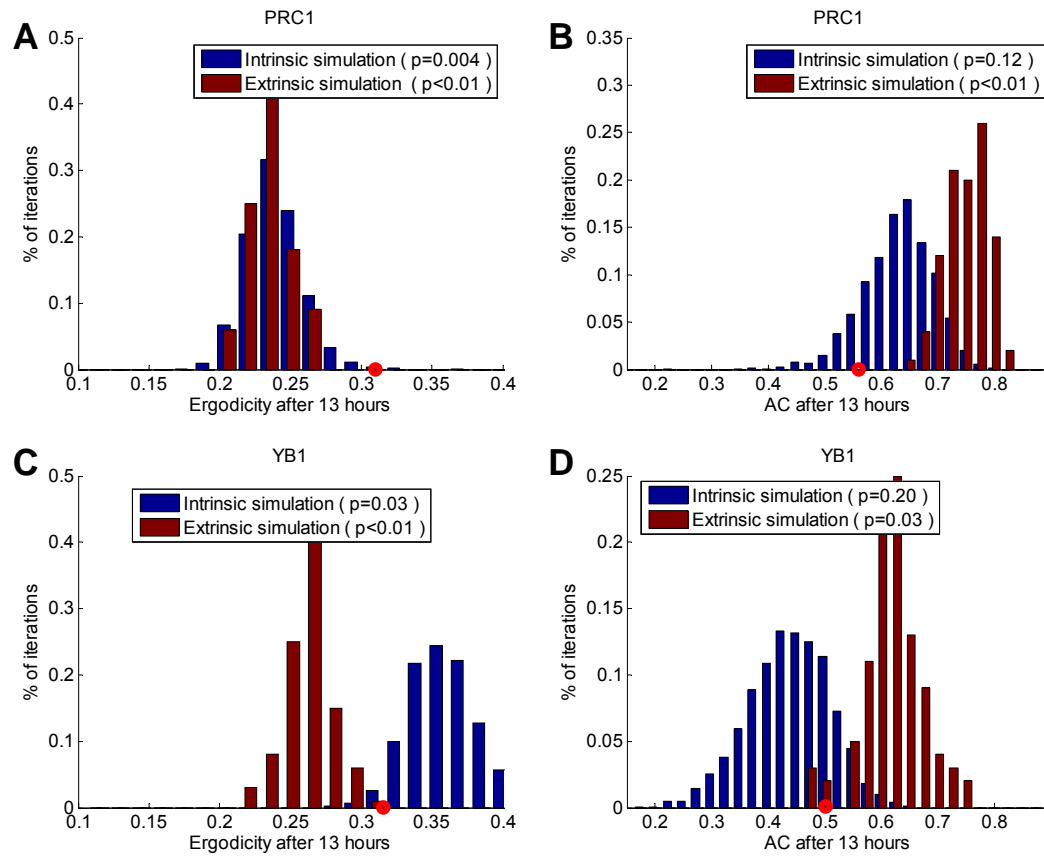 A
PRC1
Intrinsic simulation ( p=0.004 )
Extrinsic simulation ( p<0.01 )
% of iterations
0.5
0.4
0.3
0.2
0.1
0
0.1
0.2
0.25
0.3
0.35
0.4
Ergodicity after 13 hours
B
PRC1
Intrinsic simulation ( p=0.12 )
Extrinsic simulation ( p<0.01 )
% of iterations
0.35
0.3
0.25
0.2
0.15
0.1
0.05
0
0.2
0.3
0.4
0.5
0.6
0.7
0.8
AC after 13 hours
C
YB1
Intrinsic simulation ( p=0.03 )
Extrinsic simulation ( p<0.01 )
% of iterations
0.5
0.4
0.3
0.2
0.1
0
0.1
0.2
0.25
0.3
0.35
0.4
Ergodicity after 13 hours
D
YB1
Intrinsic simulation ( p=0.20 )
Extrinsic simulation ( p=0.03 )
% of iterations
0.25
0.2
0.15
0.1
0.05
0
0.2
0.3
0.4
0.5
0.6
0.7
0.8
AC after 13 hours